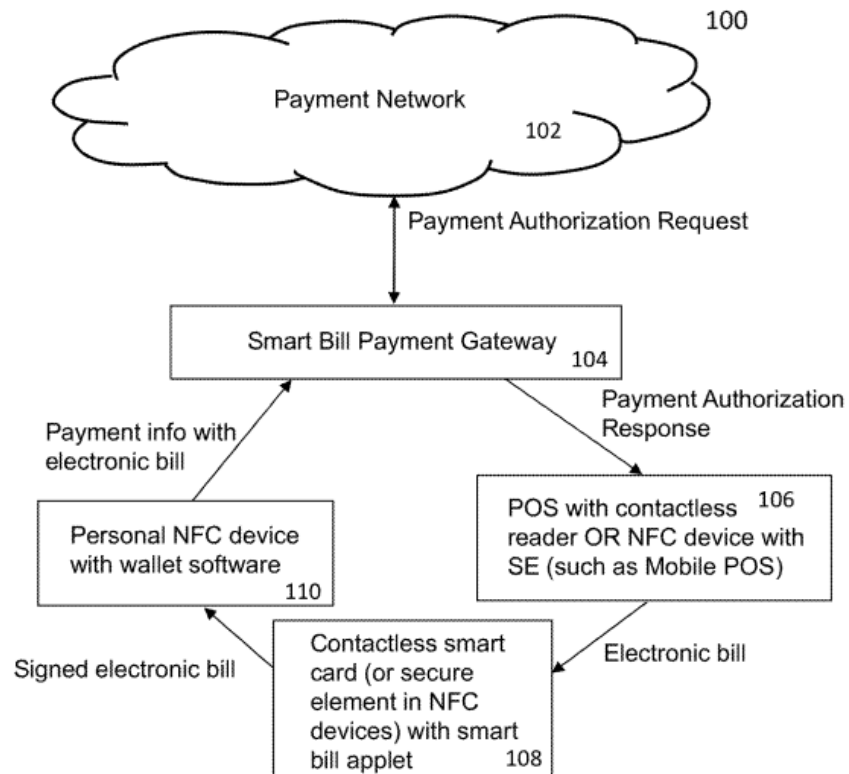 100
Payment Network
102
Payment Authorization Request
Smart Bill Payment Gateway
104
Payment Authorization
Response
Payment info with
electronic bill
POS with contactless 106
reader OR NFC device with
SE (such as Mobile POS)
Personal NFC device
with wallet software
110
Electronic bill
Signed electronic bill
Contactless smart
card (or secure
element in NFC
devices) with smart
bill applet
108